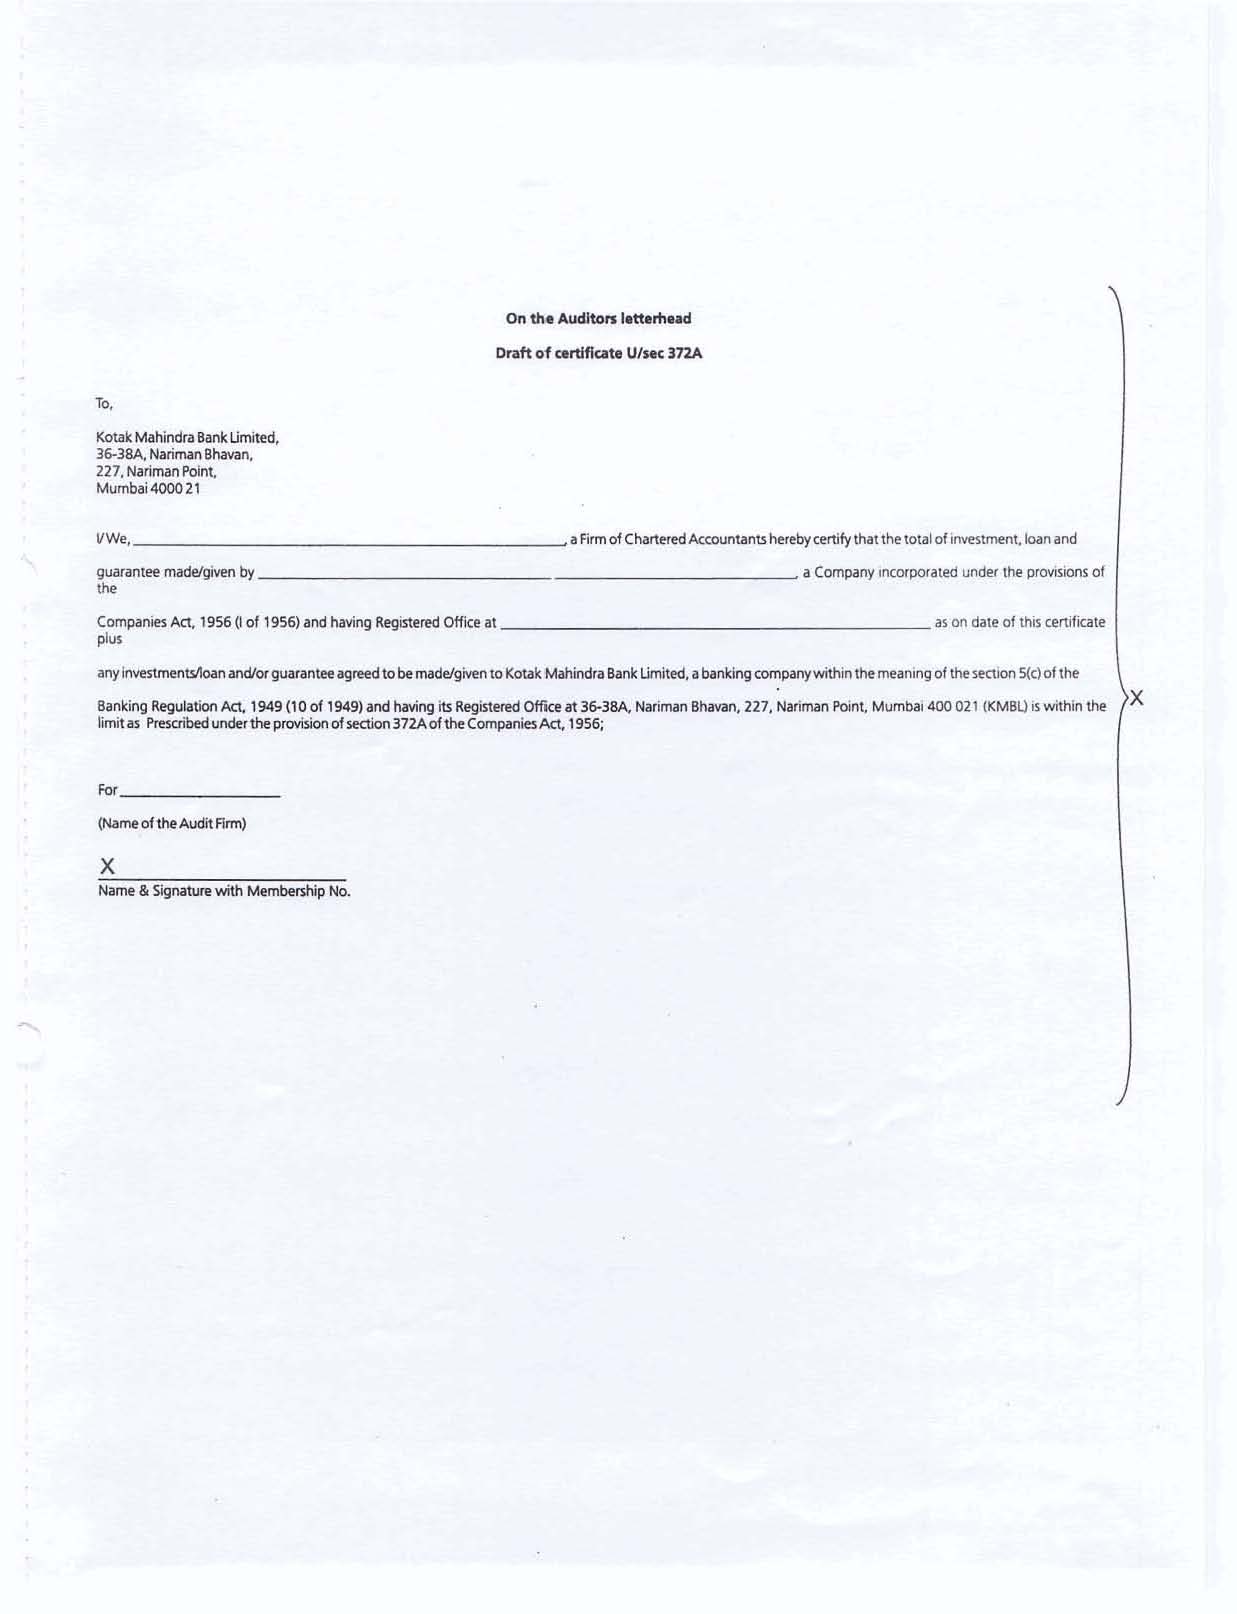 On the Auditors letterhead
Draft of certificate U/sec 372A
To,
Kotak Mahindra Bank Limited,
36-38A, Nariman Bhavan,
227, Nariman Point,
Mumbai 4000 21
I/We, ________________________, a Firm of Chartered Accountants hereby certify that the total of investment, loan and
guarantee made/given by ________________ ________________, a Company incorporated under the provisions of
the
Companies Act, 1956 (I of 1956) and having Registered Office at ________________________ as on date of this certificate
plus
any investments/loan and/or guarantee agreed to be made/given to Kotak Mahindra Bank Limited, a banking company within the meaning of the section 5(c) of the
Banking Regulation Act, 1949 (10 of 1949) and having its Registered Office at 36-38A, Nariman Bhavan, 227, Nariman Point, Mumbai 400 021 (KMBL) is within the
limit as Prescribed under the provision of section 372A of the Companies Act, 1956;
X
For ____________
(Name of the Audit Firm)
X
Name & Signature with Membership No.